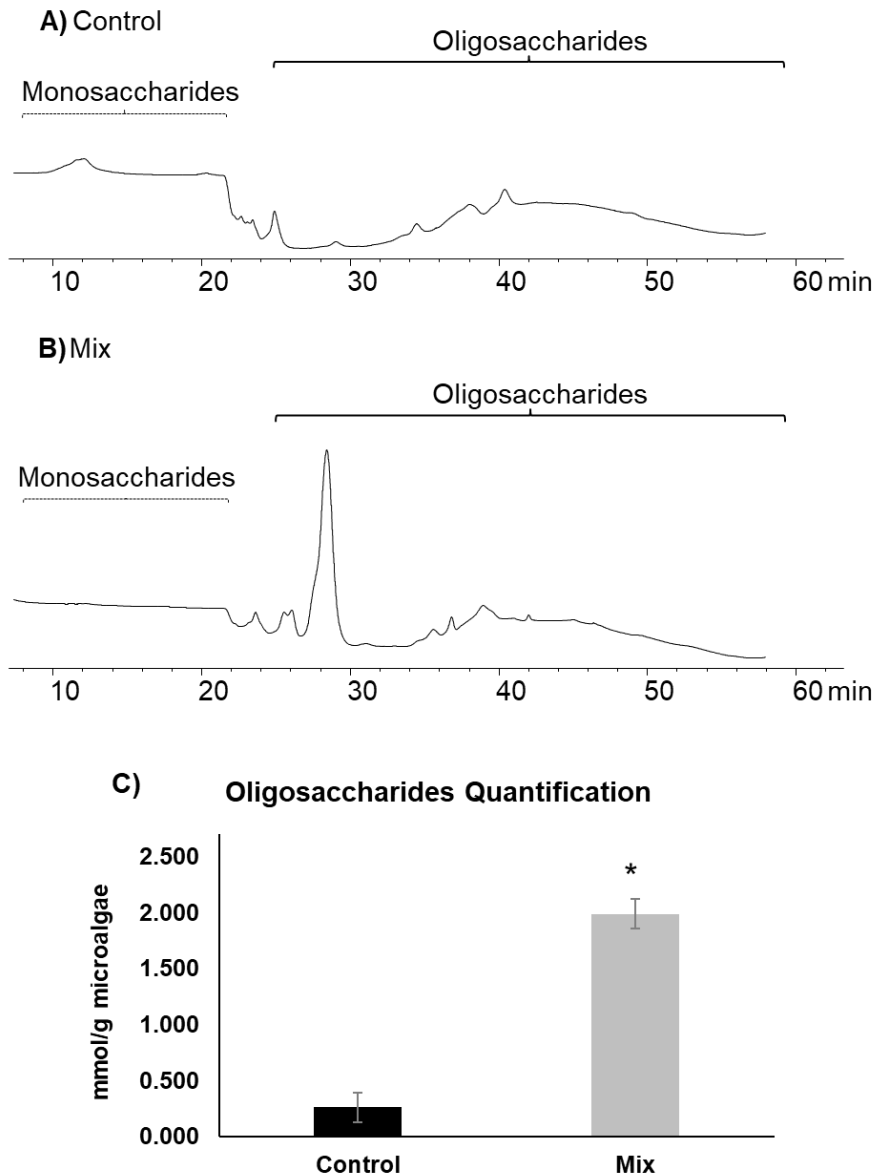 A) Control
Oligosaccharides
Monosaccharides
10 20 30 40 50 60 min
B) Mix
Oligosaccharides
Monosaccharides
10 20 30 40 50 60 min
C) Oligosaccharides Quantification
mmol/g microalgae
2.500
2.000
1.500
1.000
0.500
0.000
*
Control Mix